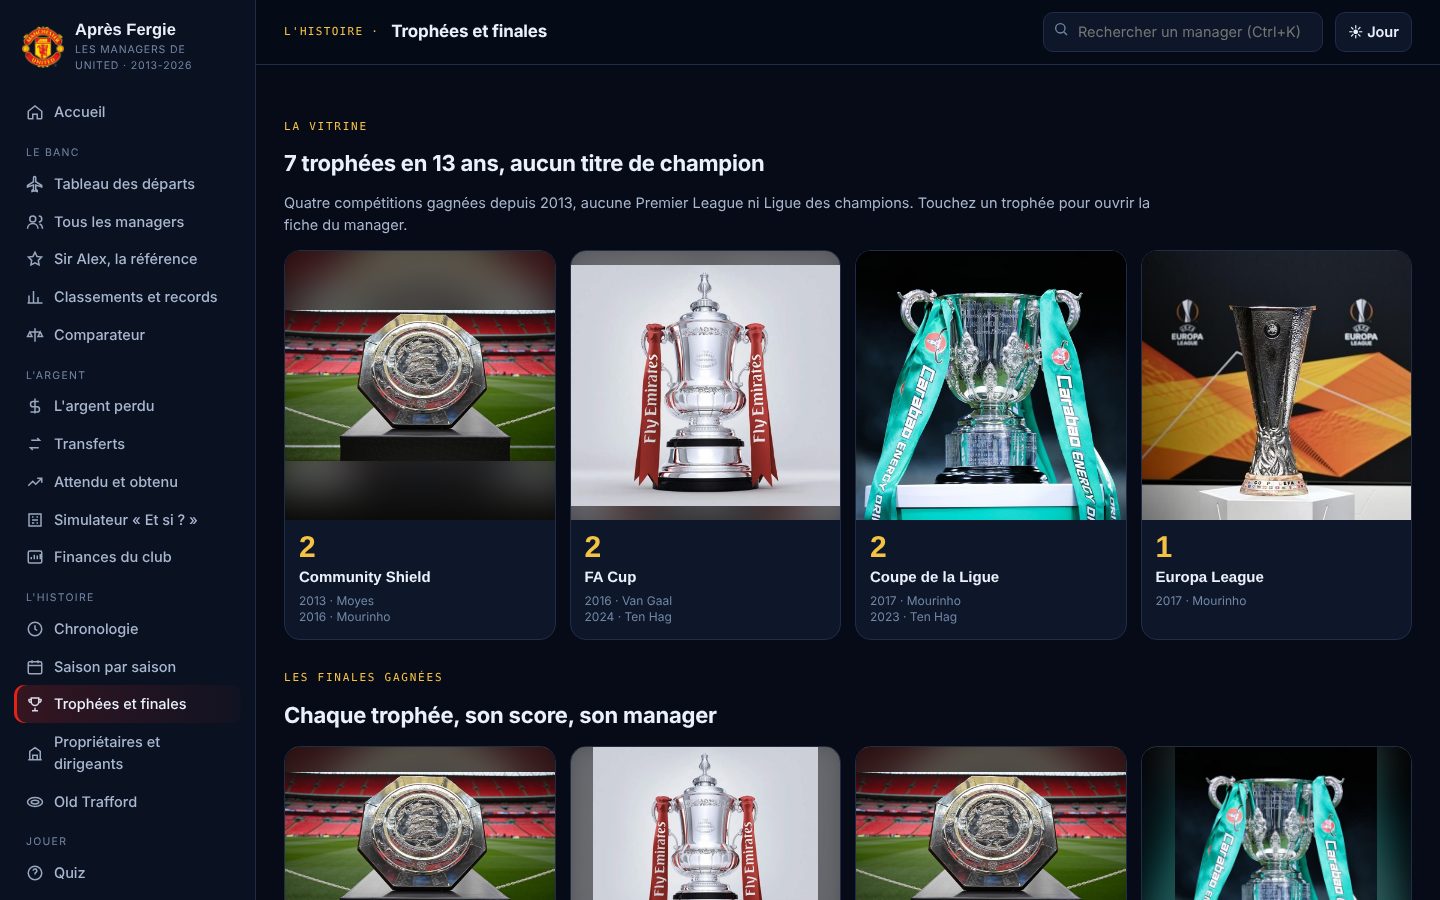 Après Fergie
LES MANAGERS DE
UNITED · 2013-2026
Accueil
LE BANC
Tableau des départs
Tous les managers
Sir Alex, la référence
Classements et records
Comparateur
L'ARGENT
L'argent perdu
Transferts
Attendu et obtenu
Simulateur « Et si ? »
Finances du club
L'HISTOIRE
Chronologie
Saison par saison
Trophées et finales
Propriétaires et
dirigeants
Old Trafford
JOUER
Quiz
L'HISTOIRE · Trophées et finales
Rechercher un manager (Ctrl+K)
Jour
LA VITRINE
7 trophées en 13 ans, aucun titre de champion
Quatre compétitions gagnées depuis 2013, aucune Premier League ni Ligue des champions. Touchez un trophée pour ouvrir la
fiche du manager.
Fly Emirates
Fly Emirates
Carabao ENERGY DRI
Carabao ENERGY DRI
UEFA
EUROPA
LEAGUE
UEFA
EUROPA
LEAGUE
2
Community Shield
2013 · Moyes
2016 · Mourinho
2
FA Cup
2016 · Van Gaal
2024 · Ten Hag
2
Coupe de la Ligue
2017 · Mourinho
2023 · Ten Hag
1
Europa League
2017 · Mourinho
LES FINALES GAGNÉES
Chaque trophée, son score, son manager
Fly Emirates
Fly Emirates
Carabao
Carabao